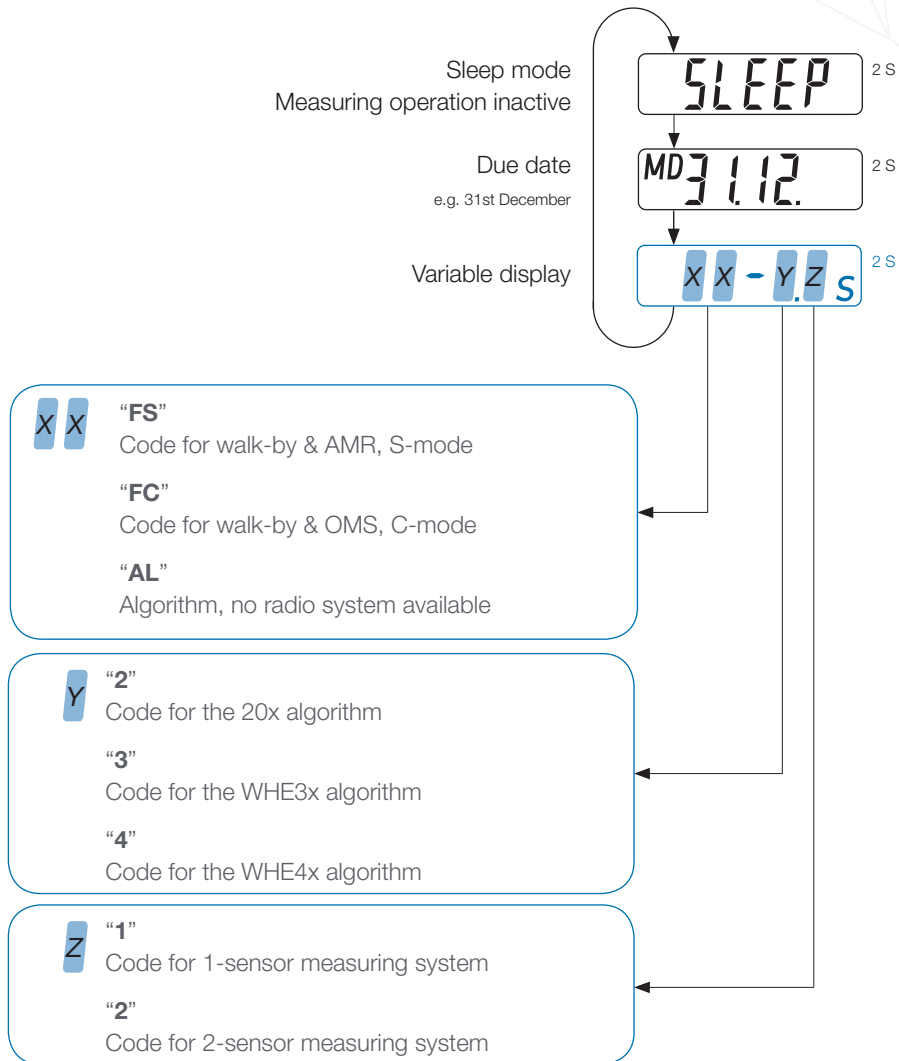 Sleep mode
Measuring operation inactive
SLEEP
2 S
Due date
e.g. 31st December
MD 31.12.
2 S
Variable display
X X - Y.Z S
2 S
X X
“FS”
Code for walk-by & AMR, S-mode
“FC”
Code for walk-by & OMS, C-mode
“AL”
Algorithm, no radio system available
Y
“2”
Code for the 20x algorithm
“3”
Code for the WHE3x algorithm
“4”
Code for the WHE4x algorithm
Z
“1”
Code for 1-sensor measuring system
“2”
Code for 2-sensor measuring system